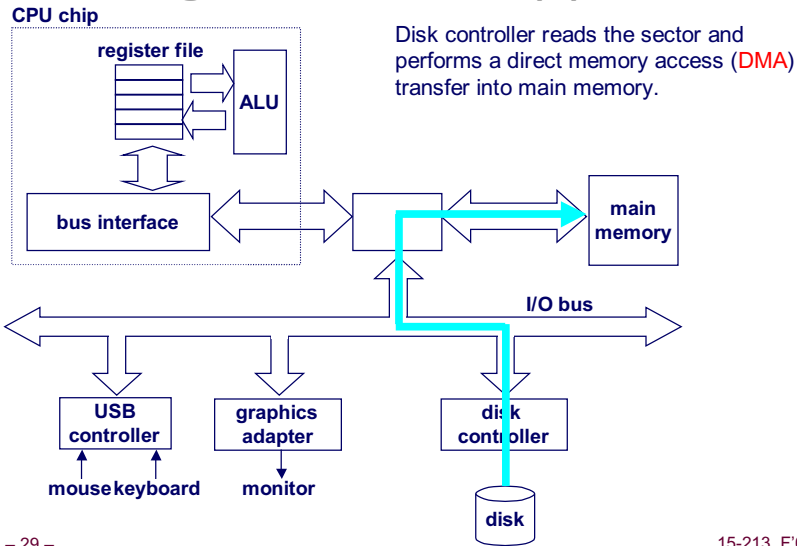 CPU chip
register file
ALU
Disk controller reads the sector and
performs a direct memory access (DMA)
transfer into main memory.
bus interface
main
memory
I/O bus
USB
controller
graphics
adapter
disk
controller
mouse keyboard
monitor
disk
– 29 –
15-213, F'